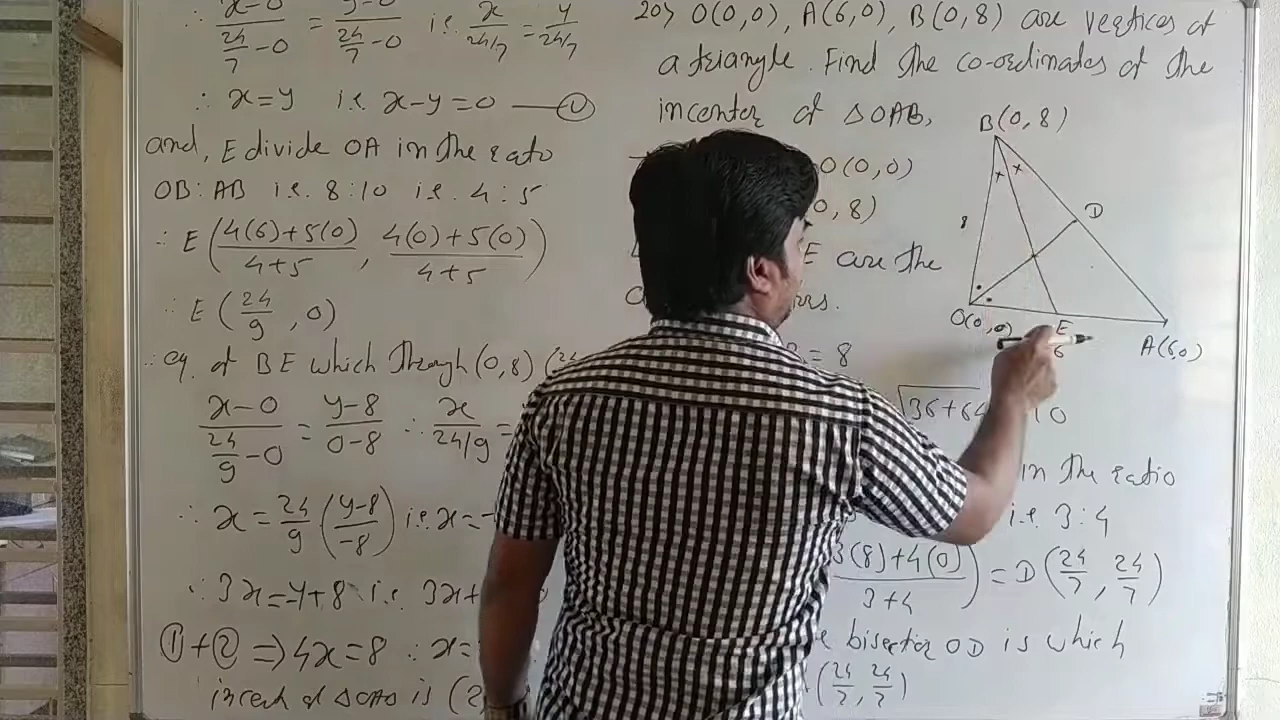 ∴ x-0/(24/7 -0) = y-0/(24/7 -0) i.e. x/(24/7) = y/(24/7)
∴ x=y i.e. x-y=0 —①
and, E divide OA in the rato
OB:AB i.e. 8:10 i.e. 4:5
∴ E (4(6)+5(0)/4+5 , 4(0)+5(0)/4+5)
∴ E (24/9 , 0)
∴ eq. of BE which through (0,8)
x-0/(24/9 -0) = y-8/0-8 ∴ x/(24/9) =
∴ x = 24/9 (y-8/-8) i.e. x=-
∴ 3x=-y+8 i.e. 3x+
①+② ⇒ 4x=8 ∴ x=
of ΔOAB is (2,
20) O(0,0), A(6,0), B(0,8) are vertices of
a triangle. Find the co-ordinates of the
incenter of ΔOAB.
O(0,0)
0,8)
E are the
= 8
√36+64 10
in the ratio
i.e. 3:4
3(8)+4(0)/3+4) = D (24/7 , 24/7)
bisector OD is which
(24/7 , 24/7)
B(0,8)
x x
8
D
O(0,0)
E
6
A(6,0)